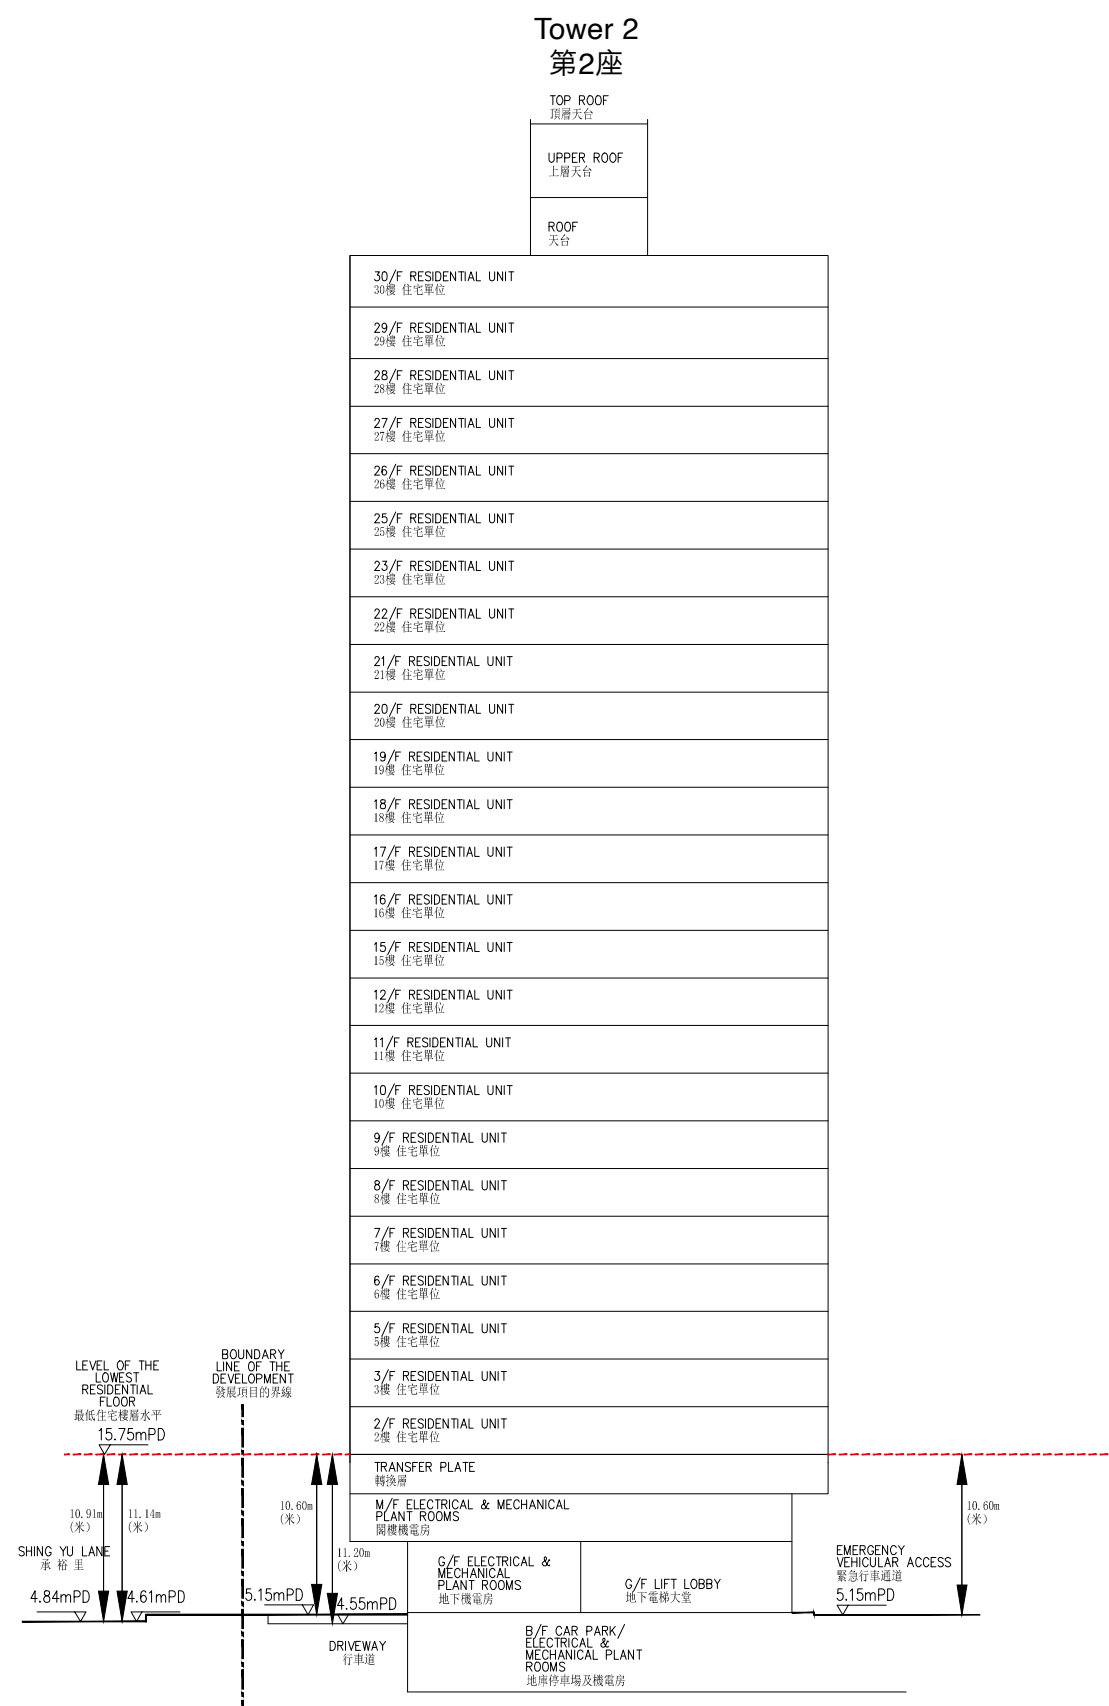 Tower 2
第2座
TOP ROOF
頂層天台
UPPER ROOF
上層天台
ROOF
天台
30/F RESIDENTIAL UNIT
30樓 住宅單位
29/F RESIDENTIAL UNIT
29樓 住宅單位
28/F RESIDENTIAL UNIT
28樓 住宅單位
27/F RESIDENTIAL UNIT
27樓 住宅單位
26/F RESIDENTIAL UNIT
26樓 住宅單位
25/F RESIDENTIAL UNIT
25樓 住宅單位
23/F RESIDENTIAL UNIT
23樓 住宅單位
22/F RESIDENTIAL UNIT
22樓 住宅單位
21/F RESIDENTIAL UNIT
21樓 住宅單位
20/F RESIDENTIAL UNIT
20樓 住宅單位
19/F RESIDENTIAL UNIT
19樓 住宅單位
18/F RESIDENTIAL UNIT
18樓 住宅單位
17/F RESIDENTIAL UNIT
17樓 住宅單位
16/F RESIDENTIAL UNIT
16樓 住宅單位
15/F RESIDENTIAL UNIT
15樓 住宅單位
12/F RESIDENTIAL UNIT
12樓 住宅單位
11/F RESIDENTIAL UNIT
11樓 住宅單位
10/F RESIDENTIAL UNIT
10樓 住宅單位
9/F RESIDENTIAL UNIT
9樓 住宅單位
8/F RESIDENTIAL UNIT
8樓 住宅單位
7/F RESIDENTIAL UNIT
7樓 住宅單位
6/F RESIDENTIAL UNIT
6樓 住宅單位
5/F RESIDENTIAL UNIT
5樓 住宅單位
3/F RESIDENTIAL UNIT
3樓 住宅單位
2/F RESIDENTIAL UNIT
2樓 住宅單位
TRANSFER PLATE
轉換層
M/F ELECTRICAL & MECHANICAL
PLANT ROOMS
閣樓機電房
G/F ELECTRICAL &
MECHANICAL
PLANT ROOMS
地下機電房
G/F LIFT LOBBY
地下電梯大堂
B/F CAR PARK/
ELECTRICAL &
MECHANICAL PLANT
ROOMS
地庫停車場及機電房
LEVEL OF THE
LOWEST
RESIDENTIAL
FLOOR
最低住宅樓層水平
15.75mPD
BOUNDARY
LINE OF THE
DEVELOPMENT
發展項目的界線
10.91m
(米)
11.14m
(米)
10.60m
(米)
11.20m
(米)
10.60m
(米)
SHING YU LANE
承 裕 里
4.84mPD
4.61mPD
5.15mPD
4.55mPD
DRIVEWAY
行車道
EMERGENCY
VEHICULAR ACCESS
緊急行車通道
5.15mPD